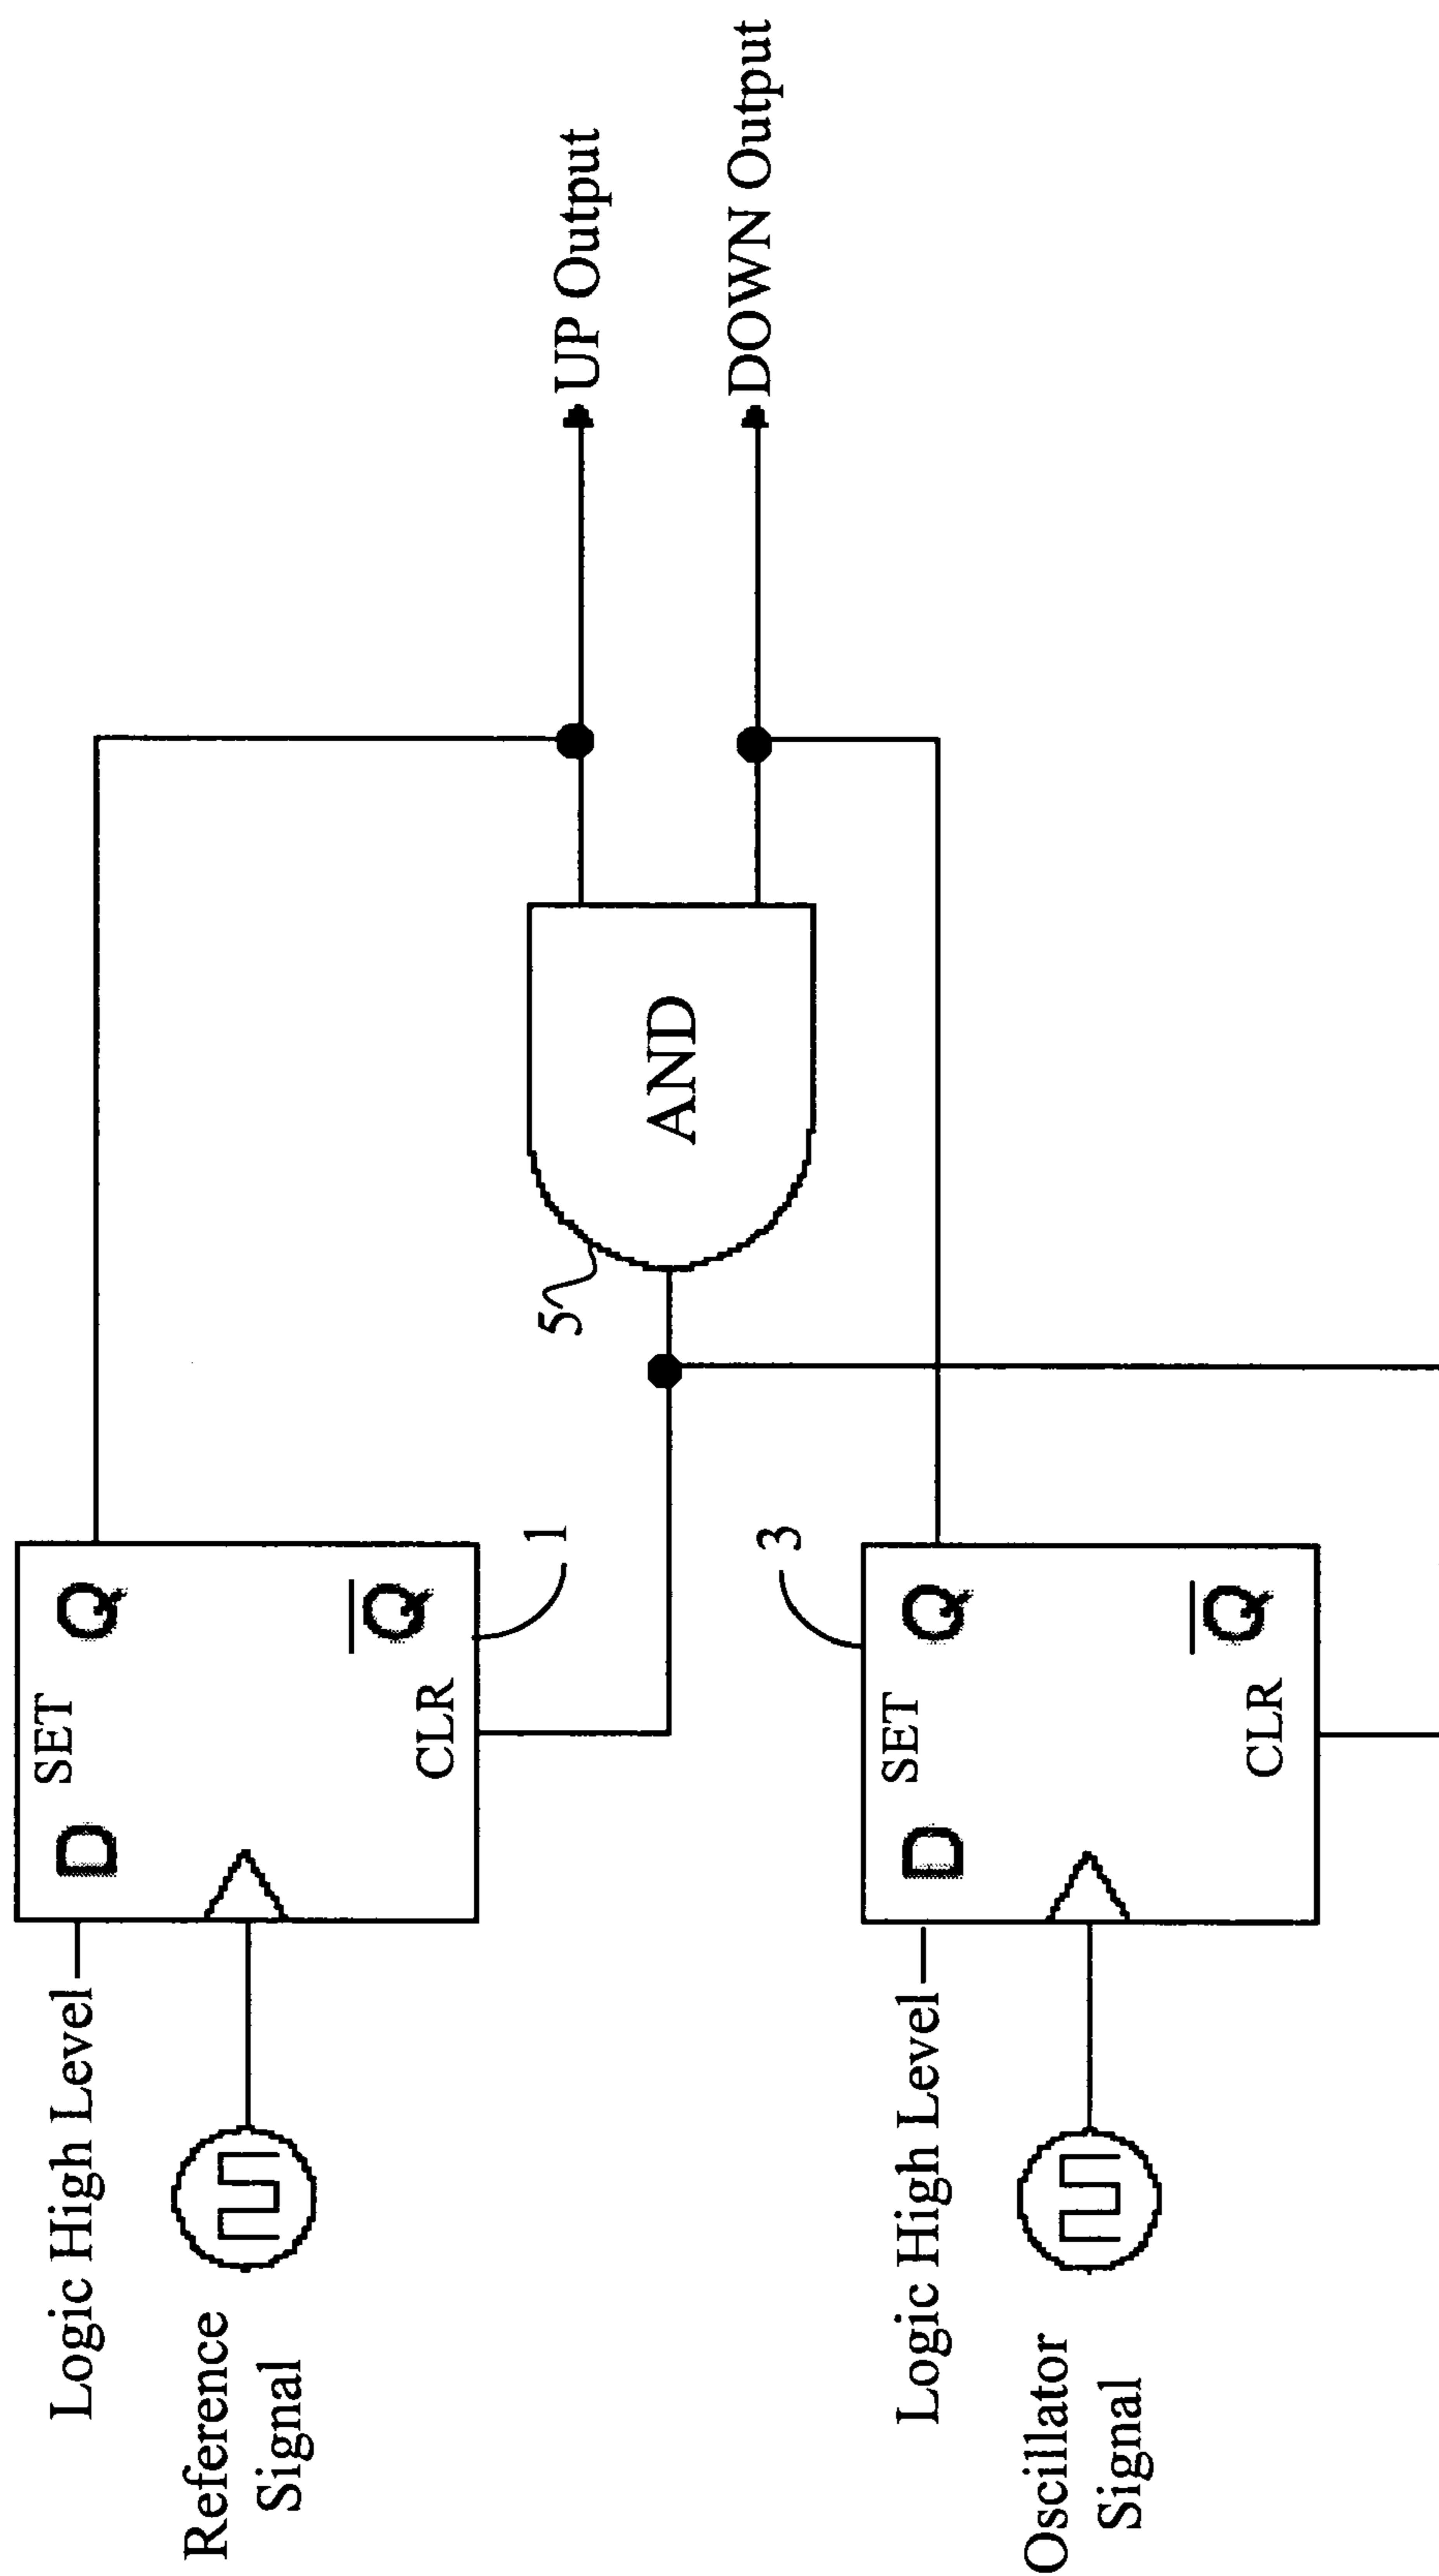 Logic High Level
D
SET
Q
Reference
Signal
CLR
Q
1
5
AND
UP Output
DOWN Output
3
Logic High Level
D
SET
Q
Oscillator
Signal
CLR
Q